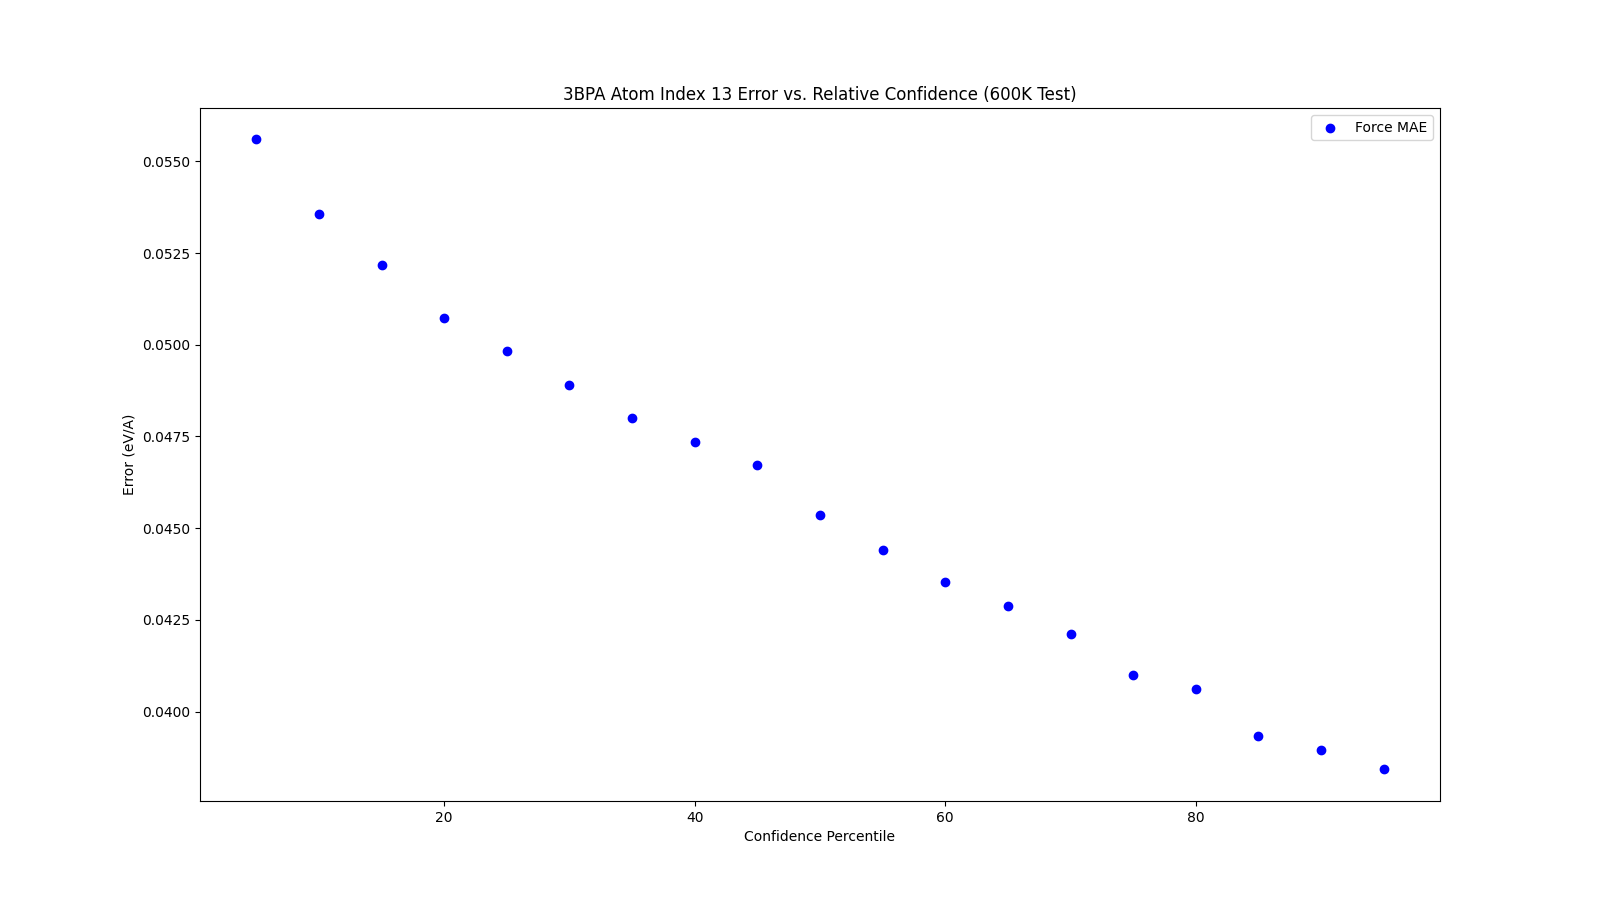 3BPA Atom Index 13 Error vs. Relative Confidence (600K Test)
Force MAE
0.0550
0.0525
0.0500
0.0475
0.0450
0.0425
0.0400
Error (eV/A)
20 40 60 80
Confidence Percentile